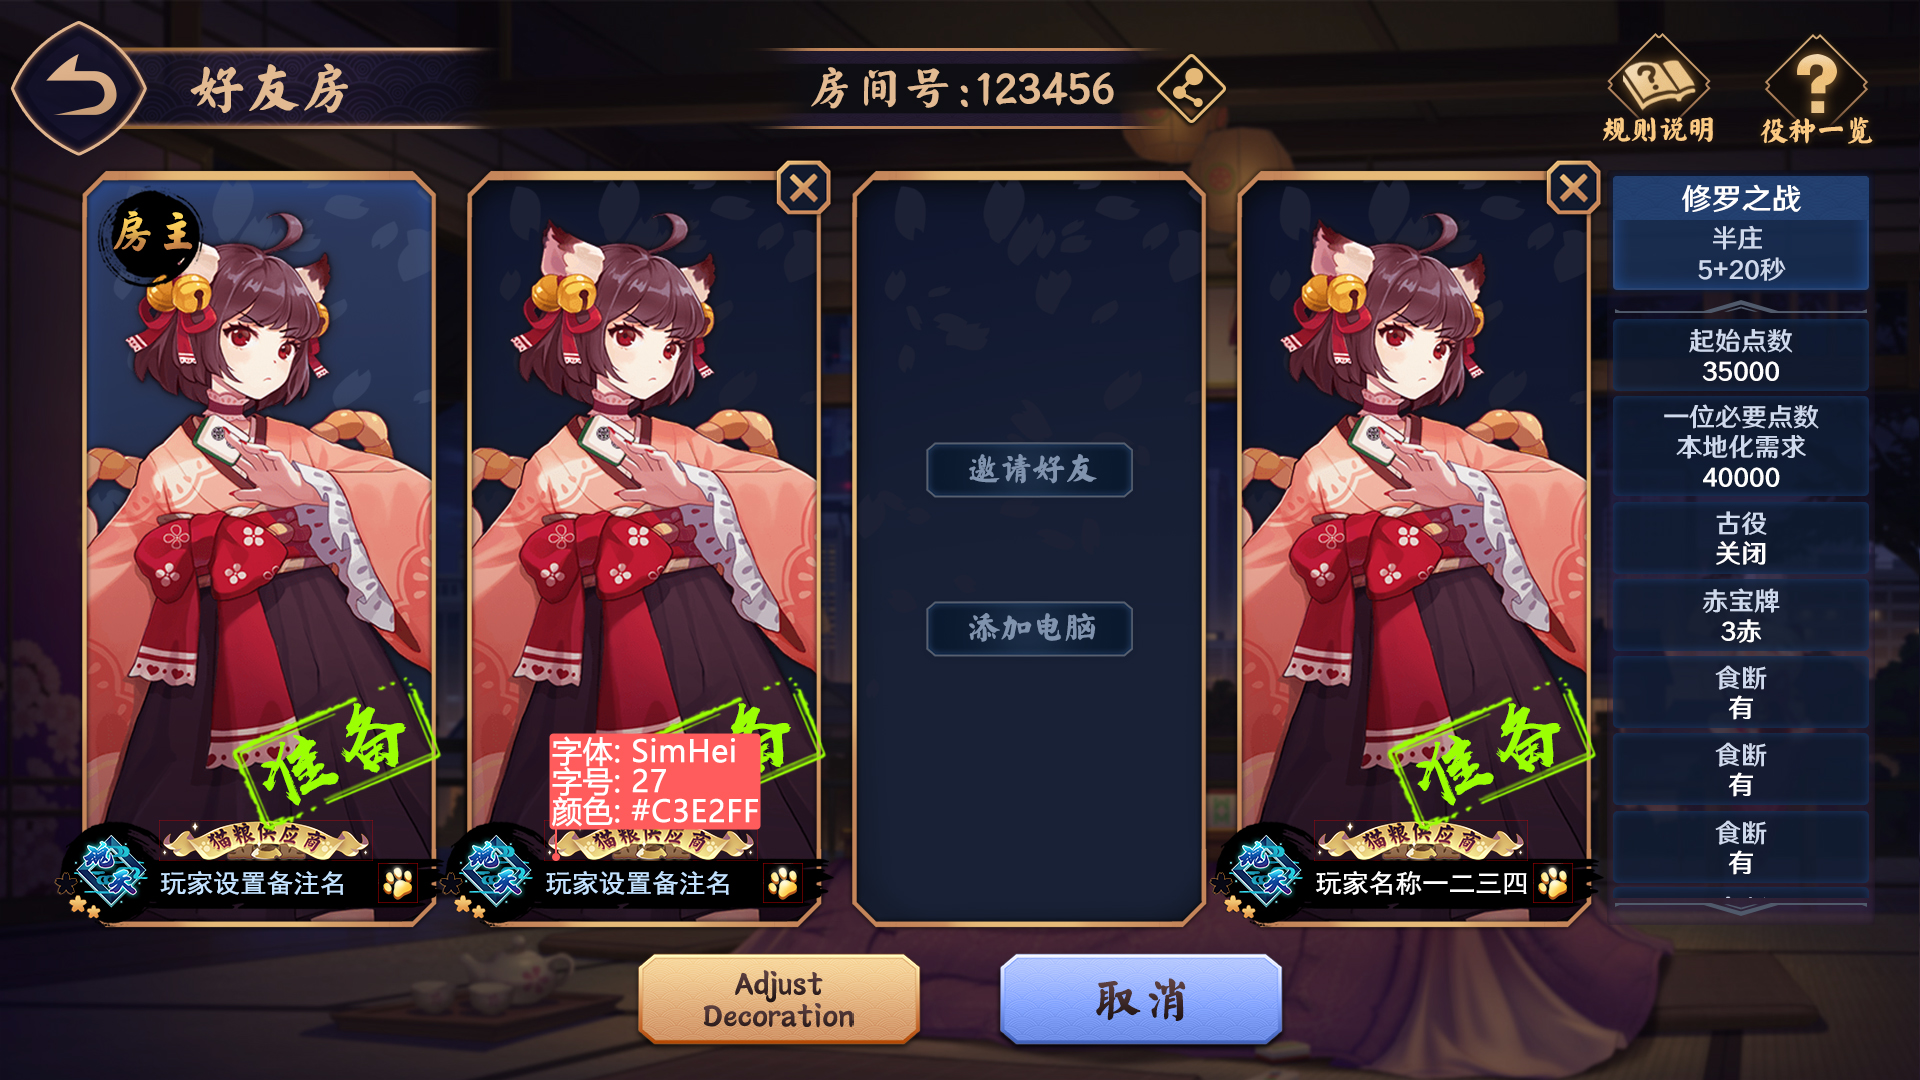 好友房
房间号:123456
规则说明
役种一览
房主
修罗之战
半庄
5+20秒
起始点数
35000
一位必要点数
本地化需求
40000
古役
关闭
赤宝牌
3赤
食断
有
食断
有
食断
有
邀请好友
添加电脑
准备
准备
字体: SimHei
字号: 27
颜色: #C3E2FF
备
猫粮供应商
猫粮供应商
猫粮供应商
玩家设置备注名
玩家设置备注名
玩家名称一二三四
Adjust
Decoration
取消